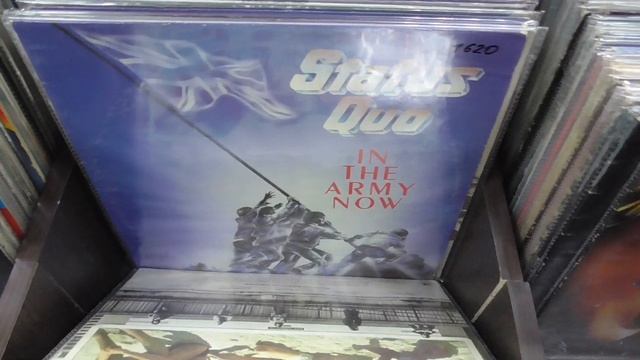 1620
Status
Quo
IN
THE
ARMY
NOW